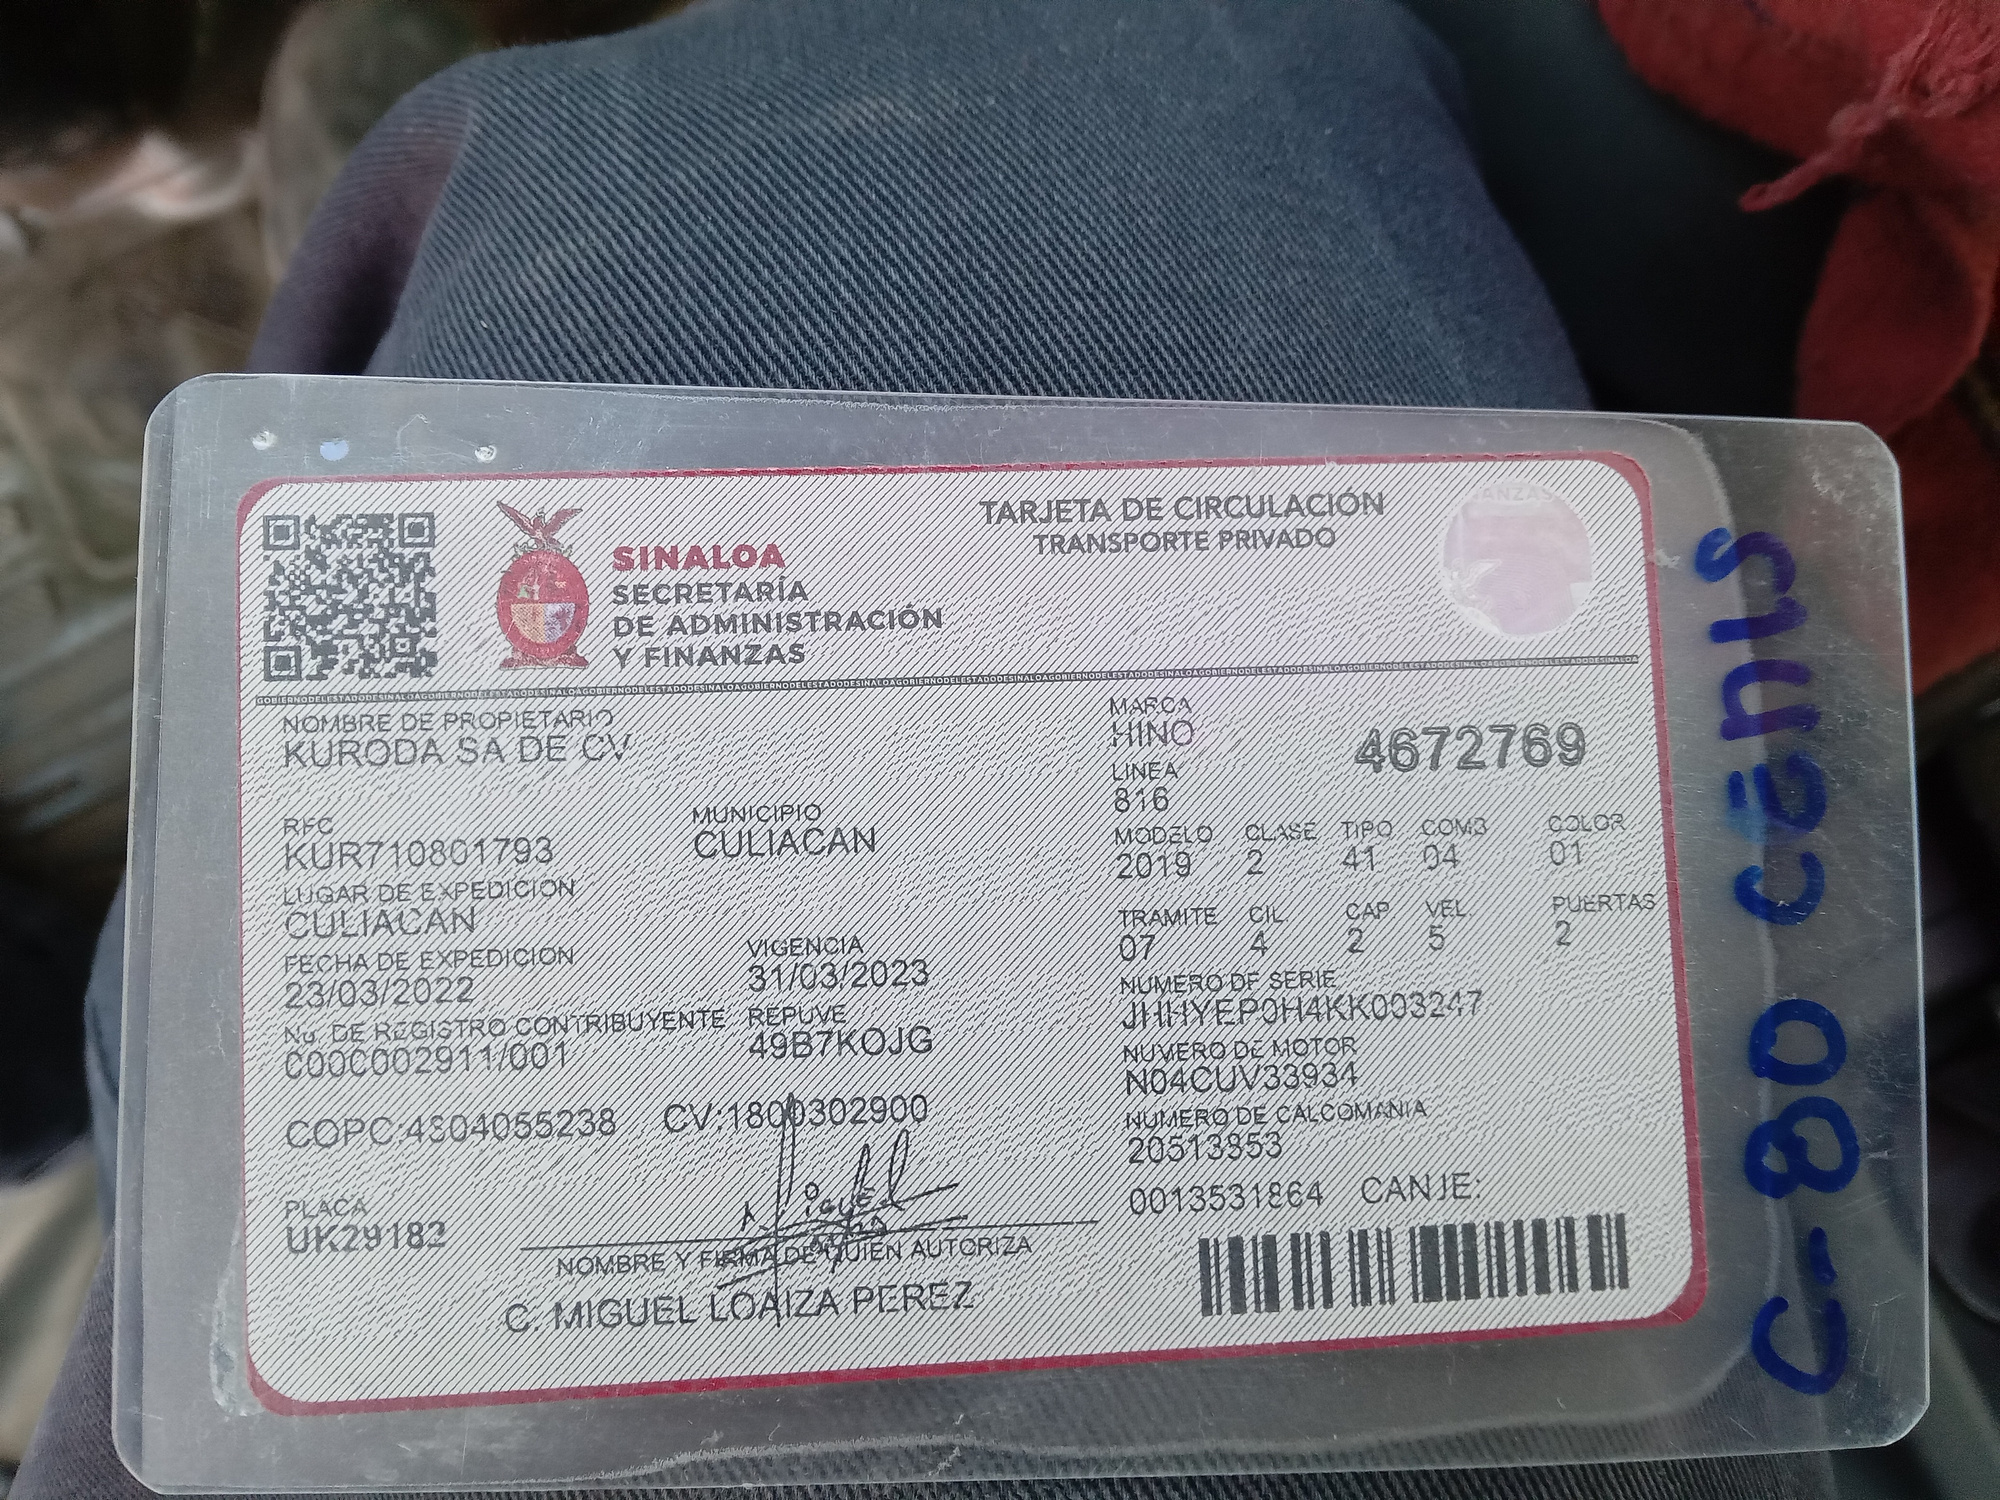 TARJETA DE CIRCULACIÓN
TRANSPORTE PRIVADO
SINALOA
SECRETARÍA
DE ADMINISTRACIÓN
Y FINANZAS
NOMBRE DE PROPIETARIO
KURODA SA DE CV
RFC
KUR710801793
MUNICIPIO
CULIACAN
LUGAR DE EXPEDICION
CULIACAN
FECHA DE EXPEDICION
23/03/2022
VIGENCIA
31/03/2023
No. DE REGISTRO CONTRIBUYENTE
C00C002911/001
REPUVE
49B7KOJG
COPC:4804055238 CV:1800302900
PLACA
UK29182
NOMBRE Y FIRMA DE QUIEN AUTORIZA
C. MIGUEL LOAIZA PEREZ
MARCA
HINO
4672769
LINEA
816
MODELO CLASE TIPO COMB COLOR
2019 2 41 04 01
TRAMITE CIL. CAP. VEL. PUERTAS
07 4 2 5 2
NUMERO DE SERIE
JHHYEP0H4KK003247
NUMERO DE MOTOR
N04CUV33934
NUMERO DE CALCOMANIA
20513853
0013531864 CANJE:
C-80